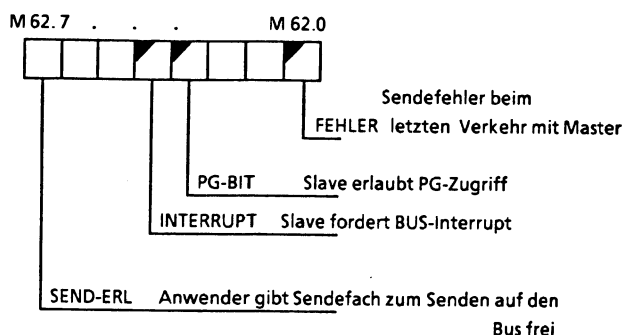 M 62.7 . . . M 62.0
Sendefehler beim
FEHLER letzten Verkehr mit Master
PG-BIT Slave erlaubt PG-Zugriff
INTERRUPT Slave fordert BUS-Interrupt
SEND-ERL Anwender gibt Sendefach zum Senden auf den
Bus frei